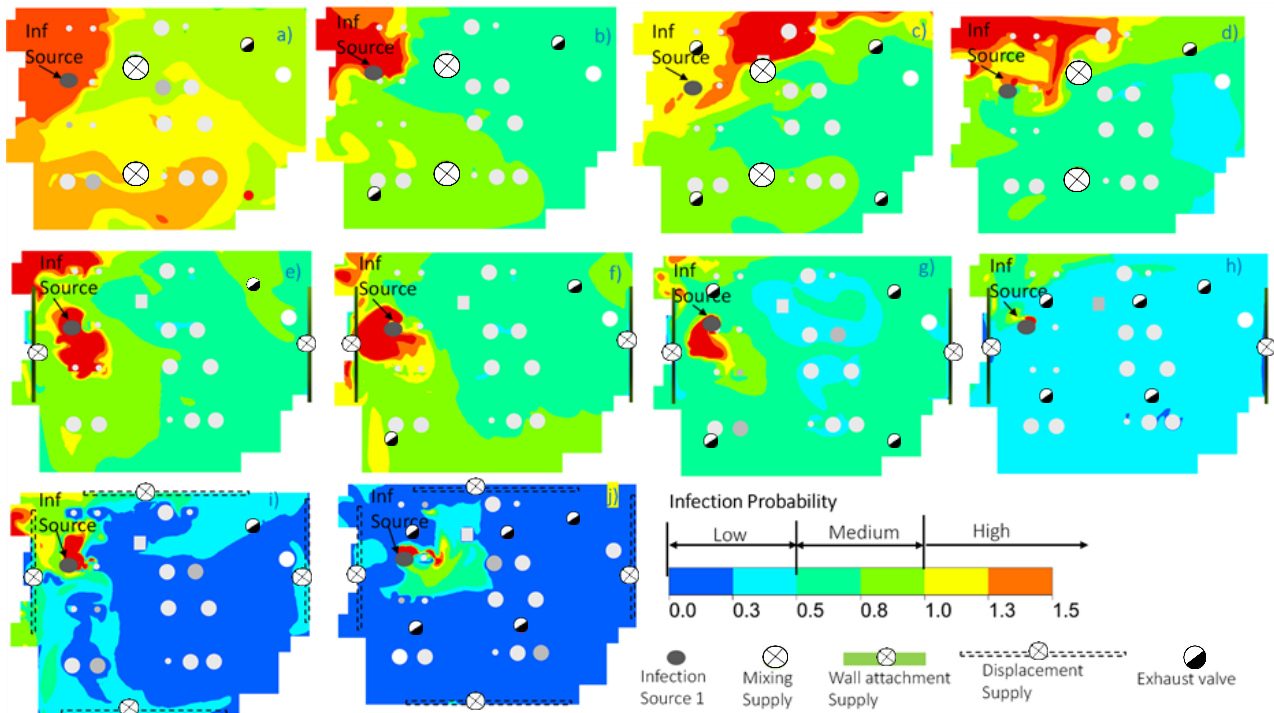 Inf
Source
a)
Inf
Source
b)
Inf
Source
c)
Inf
Source
d)
Inf
Source
e)
Inf
Source
f)
Inf
Source
g)
Inf
Source
h)
Inf
Source
i)
Inf
Source
j)
Infection Probability
Low Medium High
0.0 0.3 0.5 0.8 1.0 1.3 1.5
Infection
Source 1
Mixing
Supply
Wall attachment
Supply
Displacement
Supply
Exhaust valve